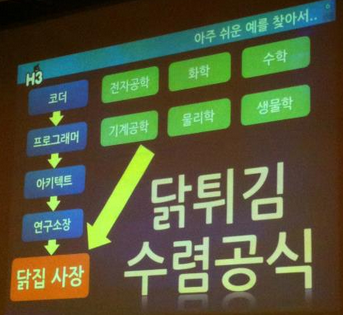 아주 쉬운 예를 찾아서..
H3
코더
프로그래머
아키텍트
연구소장
닭집 사장
전자공학 화학 수학
기계공학 물리학 생물학
닭튀김
수렴공식